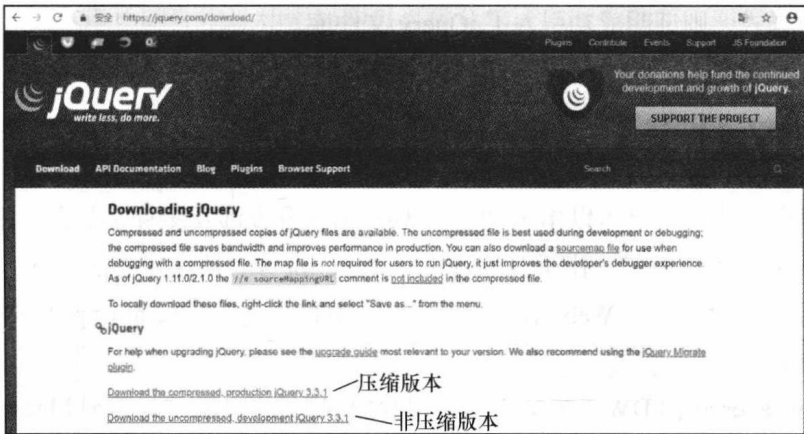 安全 https://jquery.com/download/
Plugins Contribute Events Support JS Foundation
jQuery
write less, do more.
Your donations help fund the continued
development and growth of jQuery.
SUPPORT THE PROJECT
Download API Documentation Blog Plugins Browser Support
Search
Downloading jQuery
Compressed and uncompressed copies of jQuery files are available. The uncompressed file is best used during development or debugging;
the compressed file saves bandwidth and improves performance in production. You can also download a sourcemap file for use when
debugging with a compressed file. The map file is not required for users to run jQuery, it just improves the developer's debugger experience.
As of jQuery 1.11.0/2.1.0 the //# sourceMappingURL comment is not included in the compressed file.
To locally download these files, right-click the link and select "Save as..." from the menu.
jQuery
For help when upgrading jQuery, please see the upgrade guide most relevant to your version. We also recommend using the jQuery Migrate
plugin.
Download the compressed, production jQuery 3.3.1 压缩版本
Download the uncompressed, development jQuery 3.3.1 非压缩版本